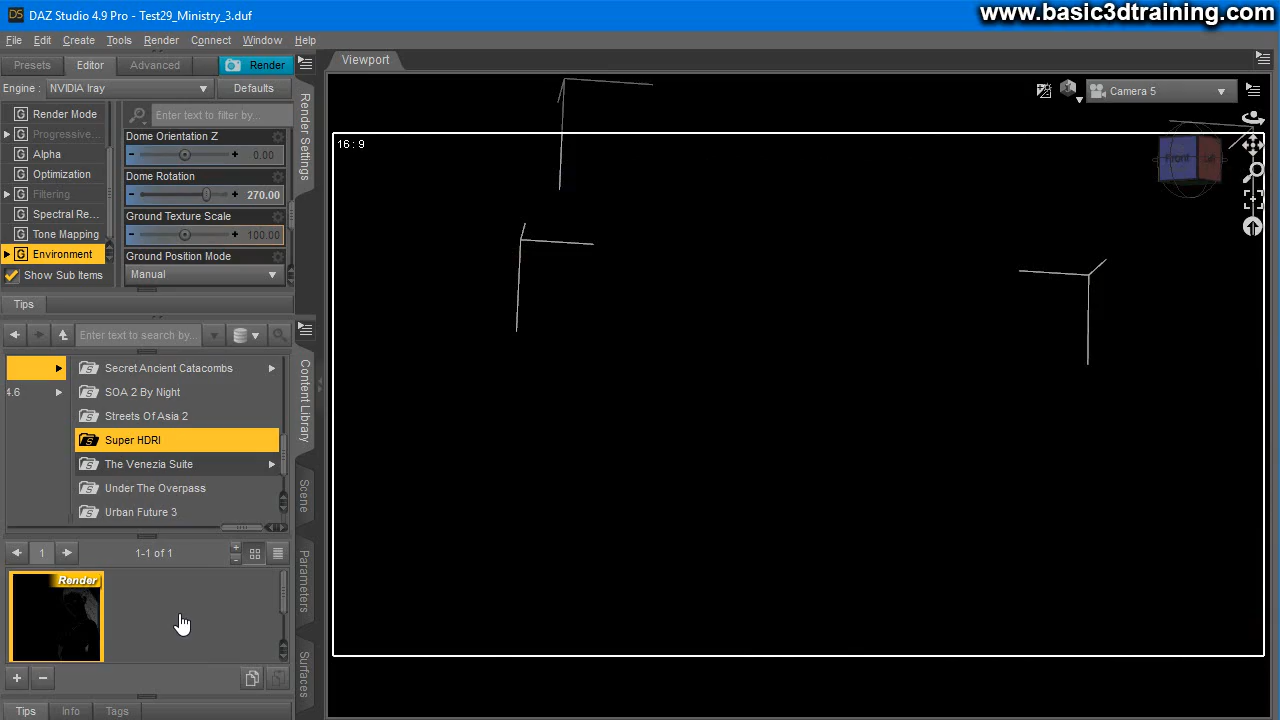 DAZ Studio 4.9 Pro - Test29_Ministry_3.duf
www.basic3dtraining.com
File Edit Create Tools Render Connect Window Help
Presets Editor Advanced Render
Viewport
Engine : NVIDIA Iray Defaults
Camera 5
Render Mode
Enter text to filter by...
Progressive...
Dome Orientation Z
0.00
Alpha
Optimization
Dome Rotation
270.00
Filtering
Spectral Re...
Ground Texture Scale
100.00
Tone Mapping
Environment
Ground Position Mode
Manual
Show Sub Items
Render Settings
16 : 9
Front
Tips
Enter text to search by...
Secret Ancient Catacombs
4.6
SOA 2 By Night
Streets Of Asia 2
Super HDRI
The Venezia Suite
Under The Overpass
Urban Future 3
Content Library
Scene
Parameters
Surfaces
1
1-1 of 1
Render
Tips Info Tags